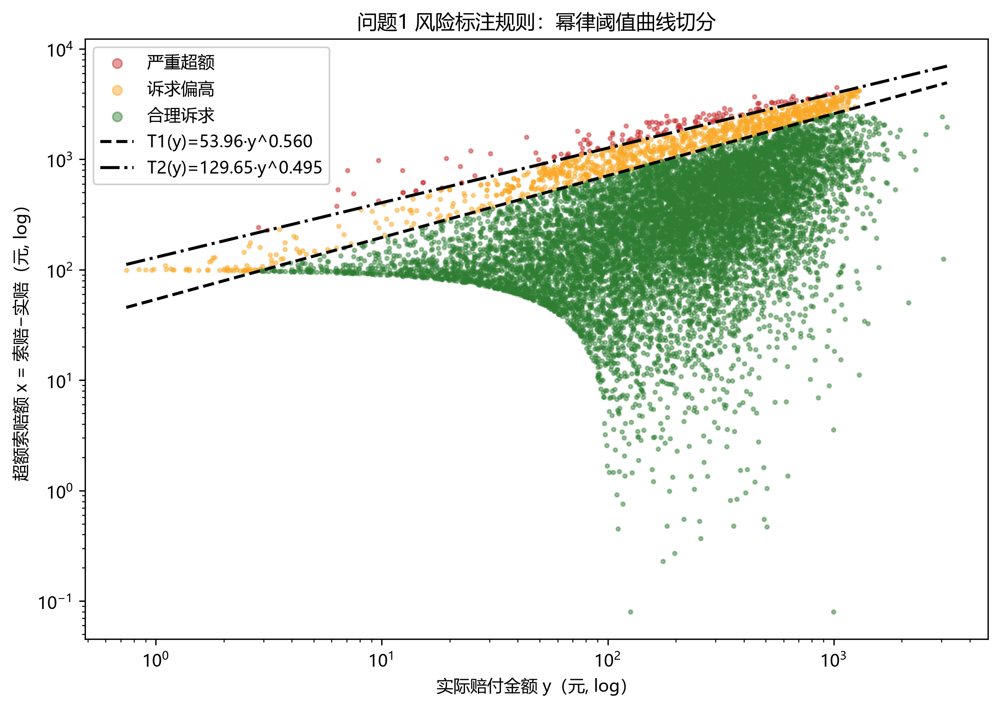 问题1 风险标注规则：幂律阈值曲线切分
严重超额
诉求偏高
合理诉求
T1(y)=53.96·y^0.560
T2(y)=129.65·y^0.495
10⁴
10³
10²
10¹
10⁰
10⁻¹
超额索赔额 x = 索赔−实赔（元, log）
10⁰
10¹
10²
10³
实际赔付金额 y（元, log）